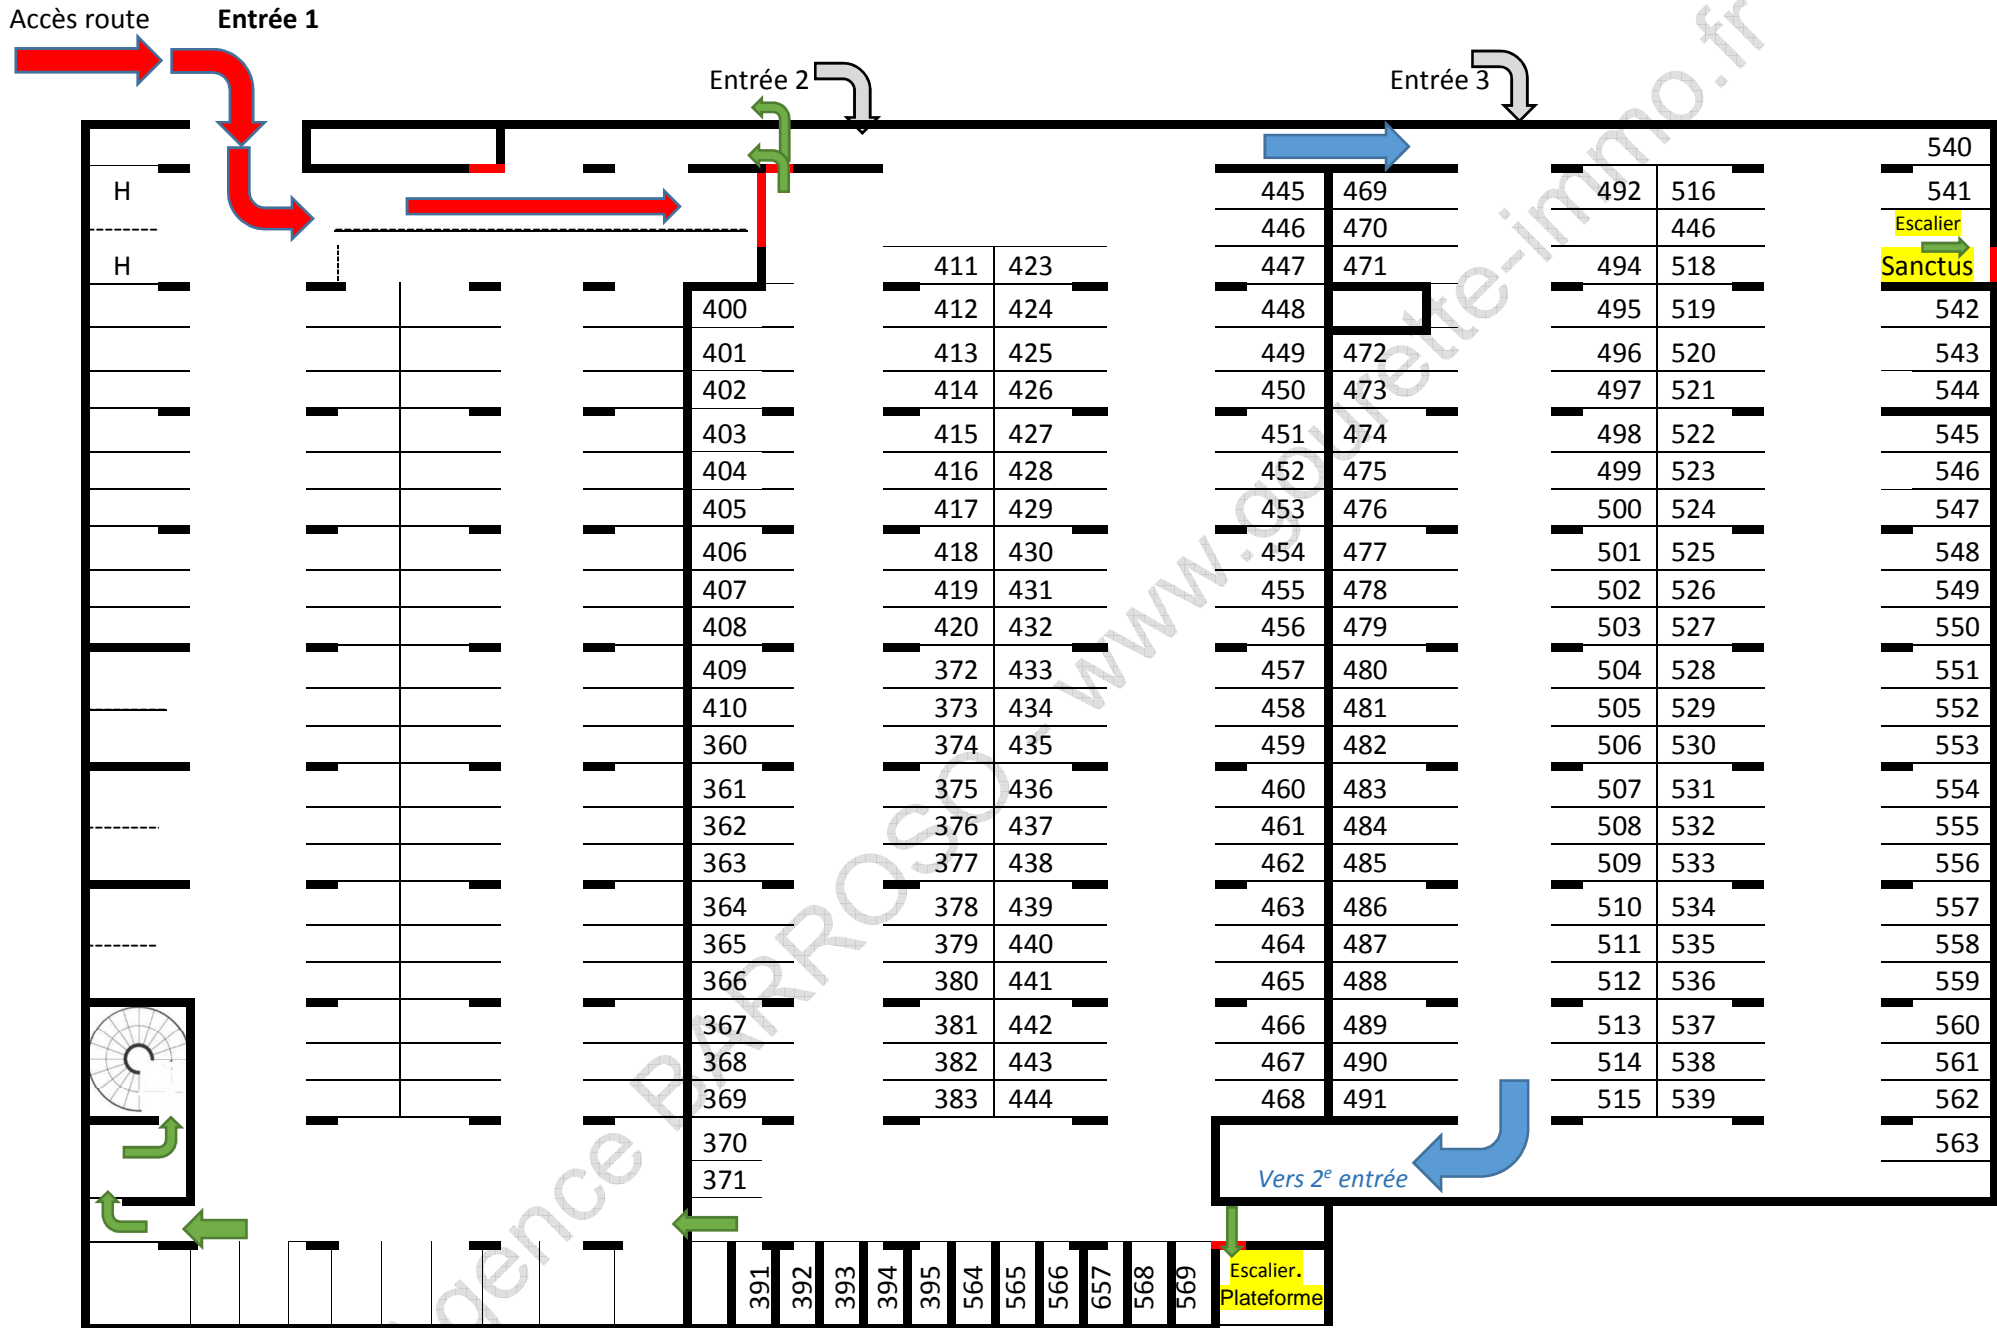 Accès route Entrée 1
Entrée 2 Entrée 3
540
H 445 469 492 516 541
446 470 446 Escalier
H 411 423 447 471 494 518 Sanctus
400 412 424 448 495 519 542
401 413 425 449 472 496 520 543
402 414 426 450 473 497 521 544
403 415 427 451 474 498 522 545
404 416 428 452 475 499 523 546
405 417 429 453 476 500 524 547
406 418 430 454 477 501 525 548
407 419 431 455 478 502 526 549
408 420 432 456 479 503 527 550
409 372 433 457 480 504 528 551
410 373 434 458 481 505 529 552
360 374 435 459 482 506 530 553
361 375 436 460 483 507 531 554
362 376 437 461 484 508 532 555
363 377 438 462 485 509 533 556
364 378 439 463 486 510 534 557
365 379 440 464 487 511 535 558
366 380 441 465 488 512 536 559
367 381 442 466 489 513 537 560
368 382 443 467 490 514 538 561
369 383 444 468 491 515 539 562
370 563
371 Vers 2e entrée
391 392 393 394 395 564 565 566 657 568 569 Escalier.
Plateforme
Agence BARROSO - www.gourette-immo.fr